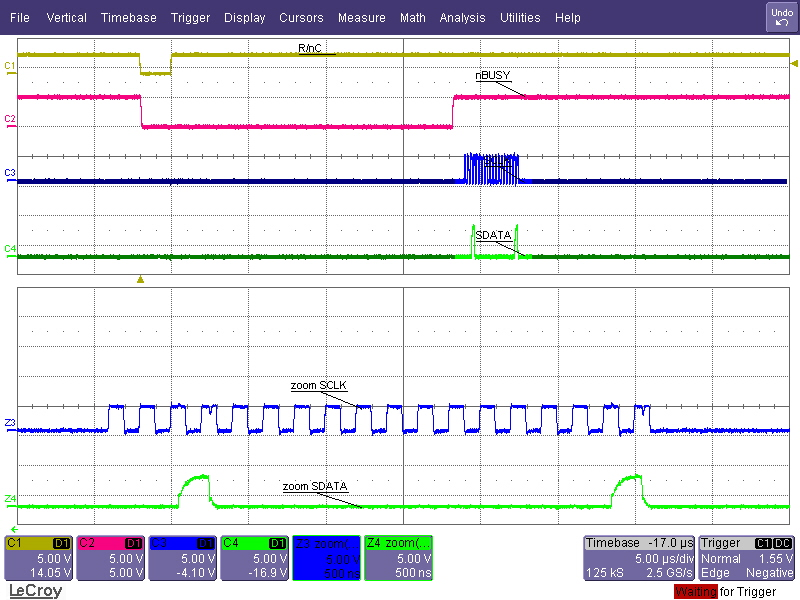 File Vertical Timebase Trigger Display Cursors Measure Math Analysis Utilities Help Undo
R/nC
C1
nBUSY
C2
C3
SDATA
C4
zoom SCLK
Z3
zoom SDATA
Z4
C1 D1 C2 D1 C3 D1 C4 D1 Z3 zoom(... Z4 zoom(... Timebase -17.0 µs Trigger C1 DC
5.00 V 5.00 V 5.00 V 5.00 V 5.00 V 5.00 V 5.00 µs/div Normal 1.55 V
14.05 V 5.00 V -4.10 V -16.9 V 500 ns 500 ns 125 kS 2.5 GS/s Edge Negative
LeCroy Waiting for Trigger